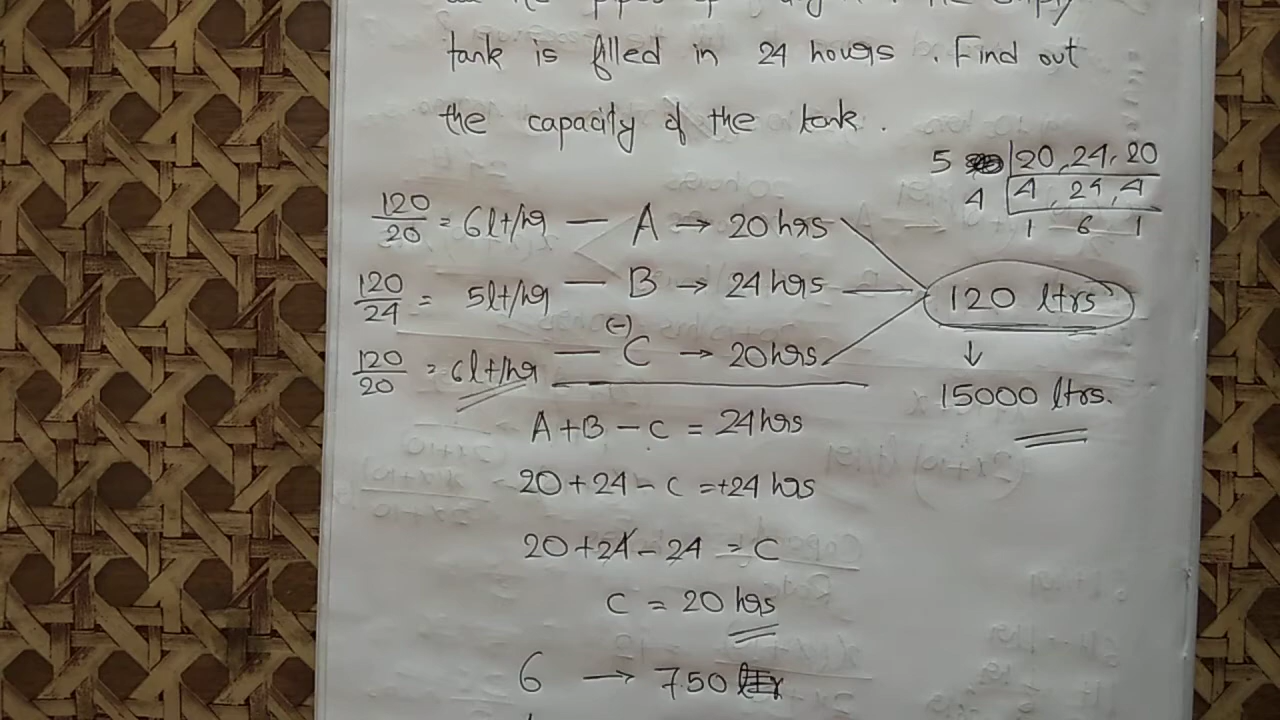 the pipes of
tank is filled in 24 hours . Find out
the capacity of the tank .
5 | 20, 24, 20
4 | 4, 24, 4
1 6 1
120/20 = 6lt/hr — A → 20 hrs
120/24 = 5lt/hr — B → 24 hrs
120 ltrs
(-)
120/20 = 6lt/hr — C → 20 hrs
↓
15000 ltrs.
A + B - C = 24 hrs
20 + 24 - C = +24 hrs
20 + 24 - 24 = C
C = 20 hrs
6 → 750